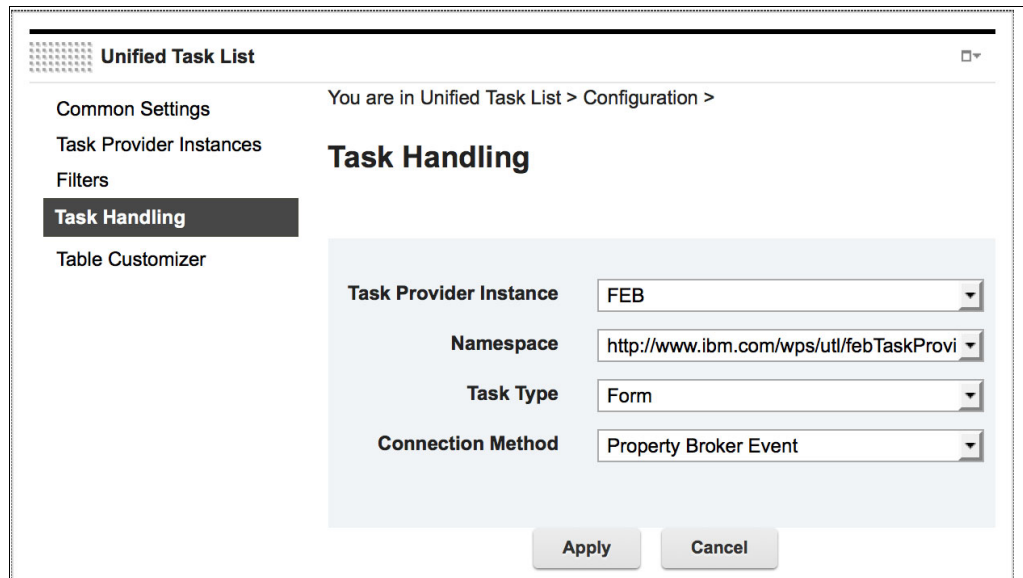 Unified Task List
Common Settings
Task Provider Instances
Filters
Task Handling
Table Customizer
You are in Unified Task List > Configuration >
Task Handling
Task Provider Instance FEB
Namespace http://www.ibm.com/wps/utl/febTaskProvi
Task Type Form
Connection Method Property Broker Event
Apply Cancel